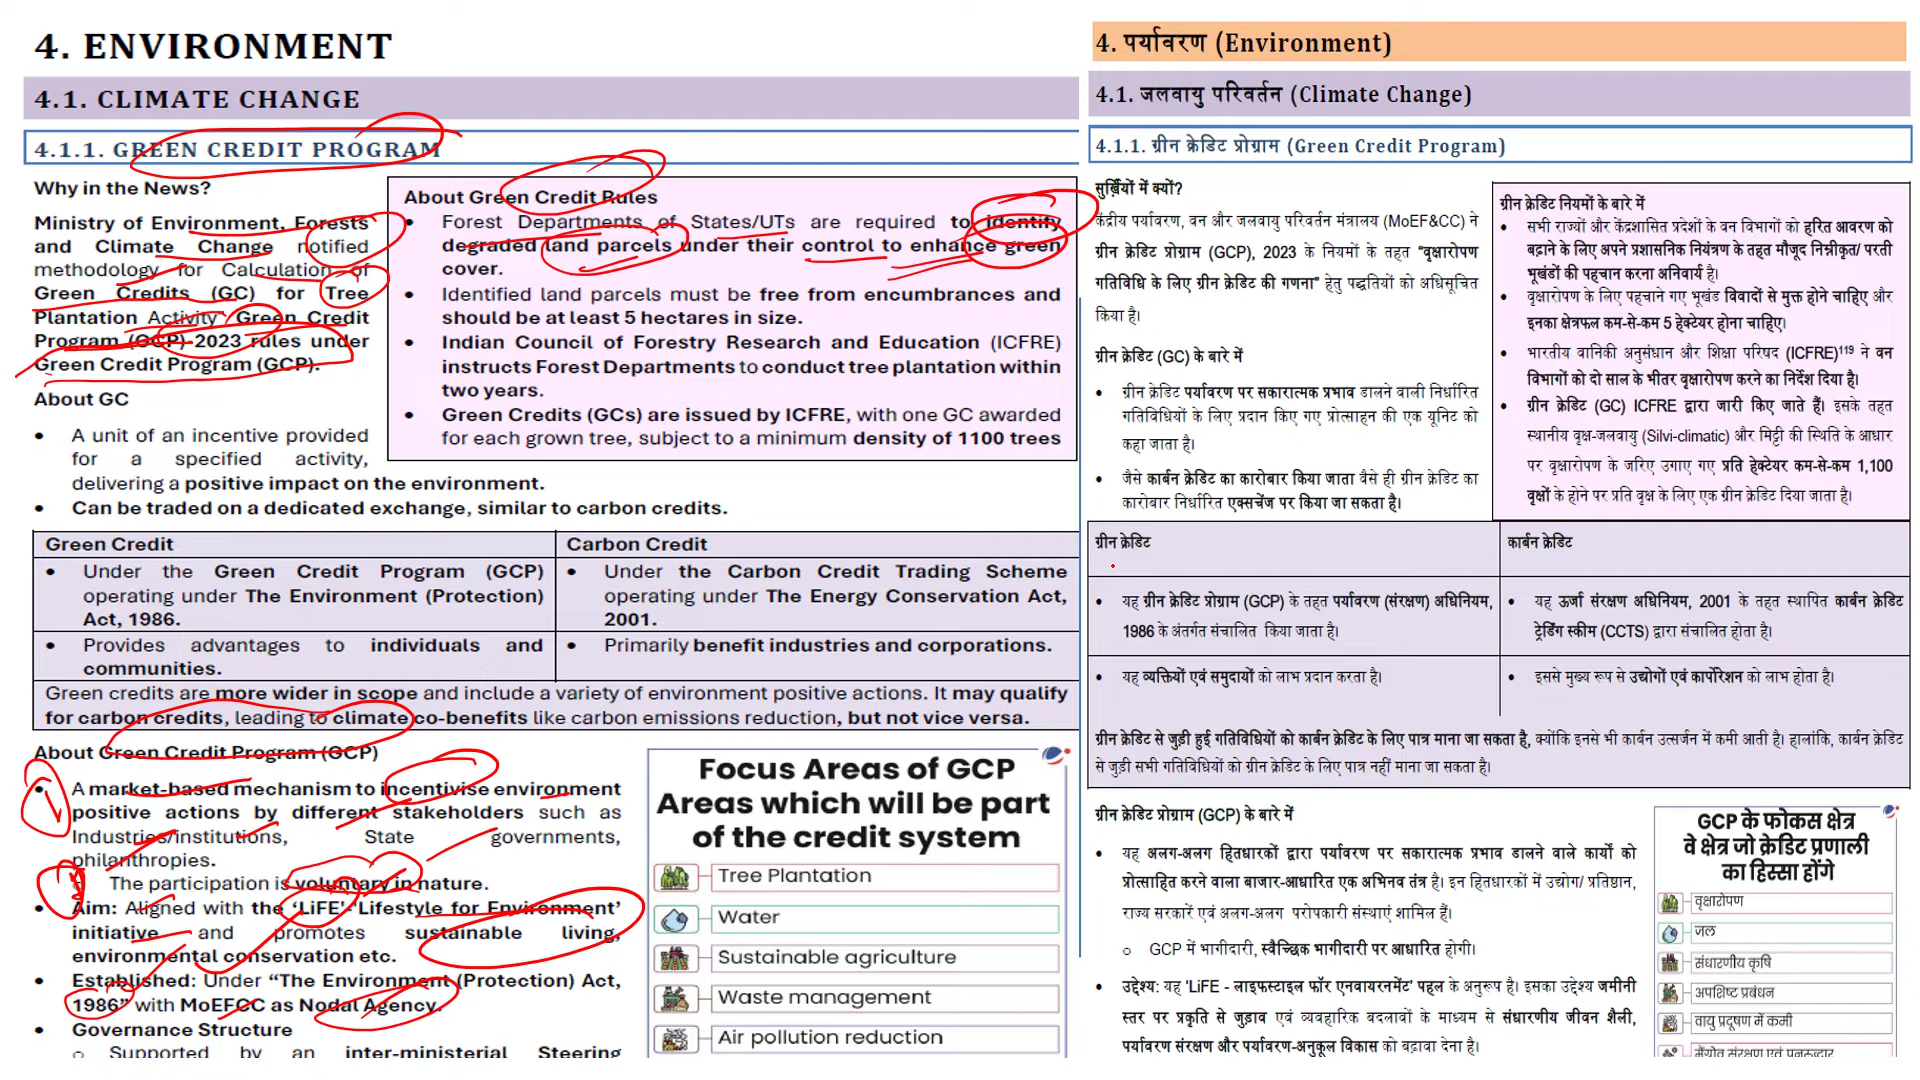 4. ENVIRONMENT
4.1. CLIMATE CHANGE
4.1.1. GREEN CREDIT PROGRAM
Why in the News?
Ministry of Environment, Forests
and Climate Change notified
methodology for Calculation of
Green Credits (GC) for Tree
Plantation Activity Green Credit
Program (GCP) 2023 rules under
Green Credit Program (GCP).
About GC
• A unit of an incentive provided
for a specified activity,
delivering a positive impact on the environment.
• Can be traded on a dedicated exchange, similar to carbon credits.
About Green Credit Rules
• Forest Departments of States/UTs are required to identify
degraded land parcels under their control to enhance green
cover.
• Identified land parcels must be free from encumbrances and
should be at least 5 hectares in size.
• Indian Council of Forestry Research and Education (ICFRE)
instructs Forest Departments to conduct tree plantation within
two years.
• Green Credits (GCs) are issued by ICFRE, with one GC awarded
for each grown tree, subject to a minimum density of 1100 trees
Green Credit
Carbon Credit
• Under the Green Credit Program (GCP)
operating under The Environment (Protection)
Act, 1986.
• Under the Carbon Credit Trading Scheme
operating under The Energy Conservation Act,
2001.
• Provides advantages to individuals and
communities.
• Primarily benefit industries and corporations.
Green credits are more wider in scope and include a variety of environment positive actions. It may qualify
for carbon credits, leading to climate co-benefits like carbon emissions reduction, but not vice versa.
About Green Credit Program (GCP)
• A market-based mechanism to incentivise environment
positive actions by different stakeholders such as
Industries/institutions, State governments,
philanthropies.
o The participation is voluntary in nature.
• Aim: Aligned with the 'LiFE'-'Lifestyle for Environment'
initiative and promotes sustainable living,
environmental conservation etc.
• Established: Under "The Environment (Protection) Act,
1986" with MoEFCC as Nodal Agency.
• Governance Structure
o Supported by an inter-ministerial Steering
Focus Areas of GCP
Areas which will be part
of the credit system
Tree Plantation
Water
Sustainable agriculture
Waste management
Air pollution reduction
4. पर्यावरण (Environment)
4.1. जलवायु परिवर्तन (Climate Change)
4.1.1. ग्रीन क्रेडिट प्रोग्राम (Green Credit Program)
सुर्ख़ियों में क्यों?
केंद्रीय पर्यावरण, वन और जलवायु परिवर्तन मंत्रालय (MoEF&CC) ने
ग्रीन क्रेडिट प्रोग्राम (GCP), 2023 के नियमों के तहत "वृक्षारोपण
गतिविधि के लिए ग्रीन क्रेडिट की गणना" हेतु पद्धतियों को अधिसूचित
किया है।
ग्रीन क्रेडिट (GC) के बारे में
• ग्रीन क्रेडिट पर्यावरण पर सकारात्मक प्रभाव डालने वाली निर्धारित
गतिविधियों के लिए प्रदान किए गए प्रोत्साहन की एक यूनिट को
कहा जाता है।
• जैसे कार्बन क्रेडिट का कारोबार किया जाता वैसे ही ग्रीन क्रेडिट का
कारोबार निर्धारित एक्सचेंज पर किया जा सकता है।
ग्रीन क्रेडिट नियमों के बारे में
• सभी राज्यों और केंद्रशासित प्रदेशों के वन विभागों को हरित आवरण को
बढ़ाने के लिए अपने प्रशासनिक नियंत्रण के तहत मौजूद निम्नीकृत/ परती
भूखंडों की पहचान करना अनिवार्य है।
• वृक्षारोपण के लिए पहचाने गए भूखंड विवादों से मुक्त होने चाहिए और
इनका क्षेत्रफल कम-से-कम 5 हेक्टेयर होना चाहिए।
• भारतीय वानिकी अनुसंधान और शिक्षा परिषद (ICFRE)119 ने वन
विभागों को दो साल के भीतर वृक्षारोपण करने का निर्देश दिया है।
• ग्रीन क्रेडिट (GC) ICFRE द्वारा जारी किए जाते हैं। इसके तहत
स्थानीय वृक्ष-जलवायु (Silvi-climatic) और मिट्टी की स्थिति के आधार
पर वृक्षारोपण के जरिए उगाए गए प्रति हेक्टेयर कम-से-कम 1,100
वृक्षों के होने पर प्रति वृक्ष के लिए एक ग्रीन क्रेडिट दिया जाता है।
ग्रीन क्रेडिट
कार्बन क्रेडिट
• यह ग्रीन क्रेडिट प्रोग्राम (GCP) के तहत पर्यावरण (संरक्षण) अधिनियम,
1986 के अंतर्गत संचालित किया जाता है।
• यह ऊर्जा संरक्षण अधिनियम, 2001 के तहत स्थापित कार्बन क्रेडिट
ट्रेडिंग स्कीम (CCTS) द्वारा संचालित होता है।
• यह व्यक्तियों एवं समुदायों को लाभ प्रदान करता है।
• इससे मुख्य रूप से उद्योगों एवं कार्पोरेशन को लाभ होता है।
ग्रीन क्रेडिट से जुड़ी हुई गतिविधियों को कार्बन क्रेडिट के लिए पात्र माना जा सकता है, क्योंकि इनसे भी कार्बन उत्सर्जन में कमी आती है। हालांकि, कार्बन क्रेडिट
से जुड़ी सभी गतिविधियों को ग्रीन क्रेडिट के लिए पात्र नहीं माना जा सकता है।
ग्रीन क्रेडिट प्रोग्राम (GCP) के बारे में
• यह अलग-अलग हितधारकों द्वारा पर्यावरण पर सकारात्मक प्रभाव डालने वाले कार्यों को
प्रोत्साहित करने वाला बाजार-आधारित एक अभिनव तंत्र है। इन हितधारकों में उद्योग/ प्रतिष्ठान,
राज्य सरकारें एवं अलग-अलग परोपकारी संस्थाएं शामिल हैं।
o GCP में भागीदारी, स्वैच्छिक भागीदारी पर आधारित होगी।
• उद्देश्य: यह 'LiFE - लाइफस्टाइल फॉर एनवायरनमेंट' पहल के अनुरूप है। इसका उद्देश्य जमीनी
स्तर पर प्रकृति से जुड़ाव एवं व्यवहारिक बदलावों के माध्यम से संधारणीय जीवन शैली,
पर्यावरण संरक्षण और पर्यावरण-अनुकूल विकास को बढ़ावा देना है।
GCP के फोकस क्षेत्र
वे क्षेत्र जो क्रेडिट प्रणाली
का हिस्सा होंगे
वृक्षारोपण
जल
संधारणीय कृषि
अपशिष्ट प्रबंधन
वायु प्रदूषण में कमी
मैंग्रोव संरक्षण एवं पुनरुद्धार